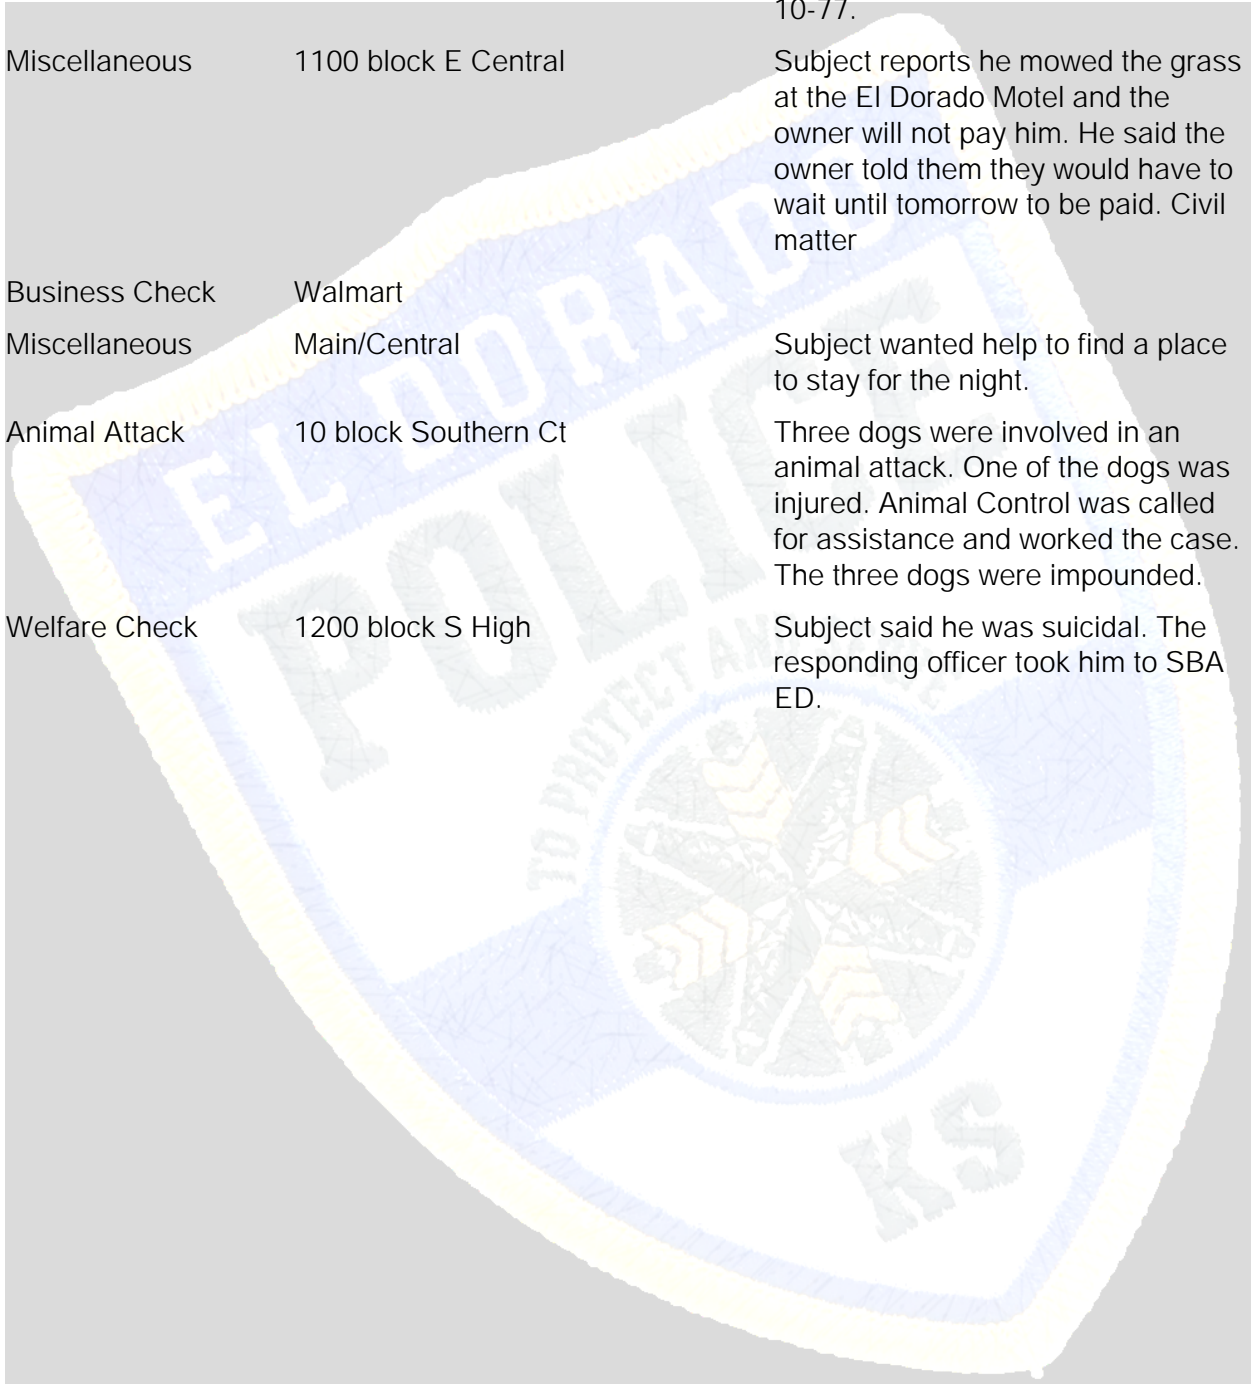 10-77.
Miscellaneous 1100 block E Central Subject reports he mowed the grass
at the El Dorado Motel and the
owner will not pay him. He said the
owner told them they would have to
wait until tomorrow to be paid. Civil
matter
Business Check Walmart
Miscellaneous Main/Central Subject wanted help to find a place
to stay for the night.
Animal Attack 10 block Southern Ct Three dogs were involved in an
animal attack. One of the dogs was
injured. Animal Control was called
for assistance and worked the case.
The three dogs were impounded.
Welfare Check 1200 block S High Subject said he was suicidal. The
responding officer took him to SBA
ED.
EL DORADO
POLICE
TO PROTECT AND
KS